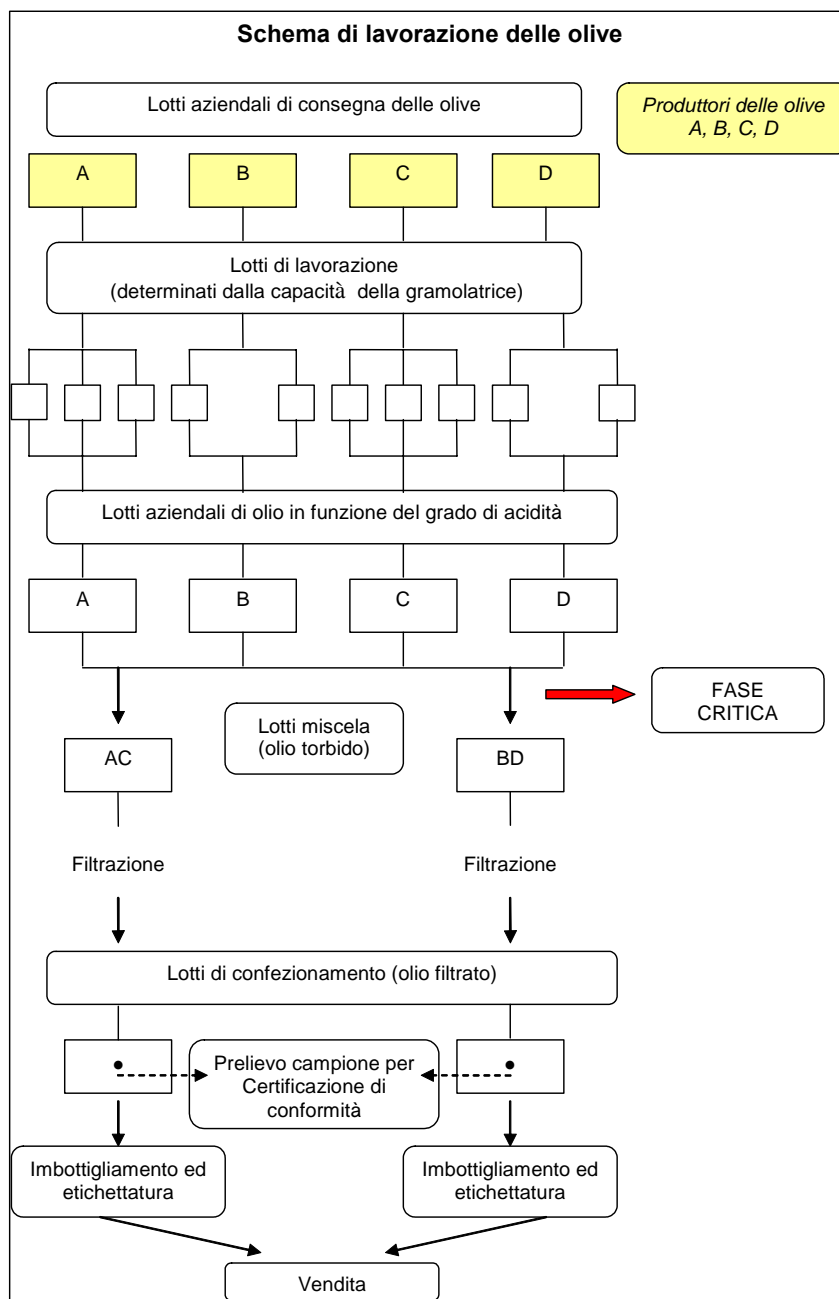 Schema di lavorazione delle olive
Lotti aziendali di consegna delle olive
Produttori delle olive
A, B, C, D
A
B
C
D
Lotti di lavorazione
(determinati dalla capacità della gramolatrice)
Lotti aziendali di olio in funzione del grado di acidità
A
B
C
D
FASE
CRITICA
Lotti miscela
(olio torbido)
AC
BD
Filtrazione
Filtrazione
Lotti di confezionamento (olio filtrato)
Prelievo campione per
Certificazione di
conformità
Imbottigliamento ed
etichettatura
Imbottigliamento ed
etichettatura
Vendita